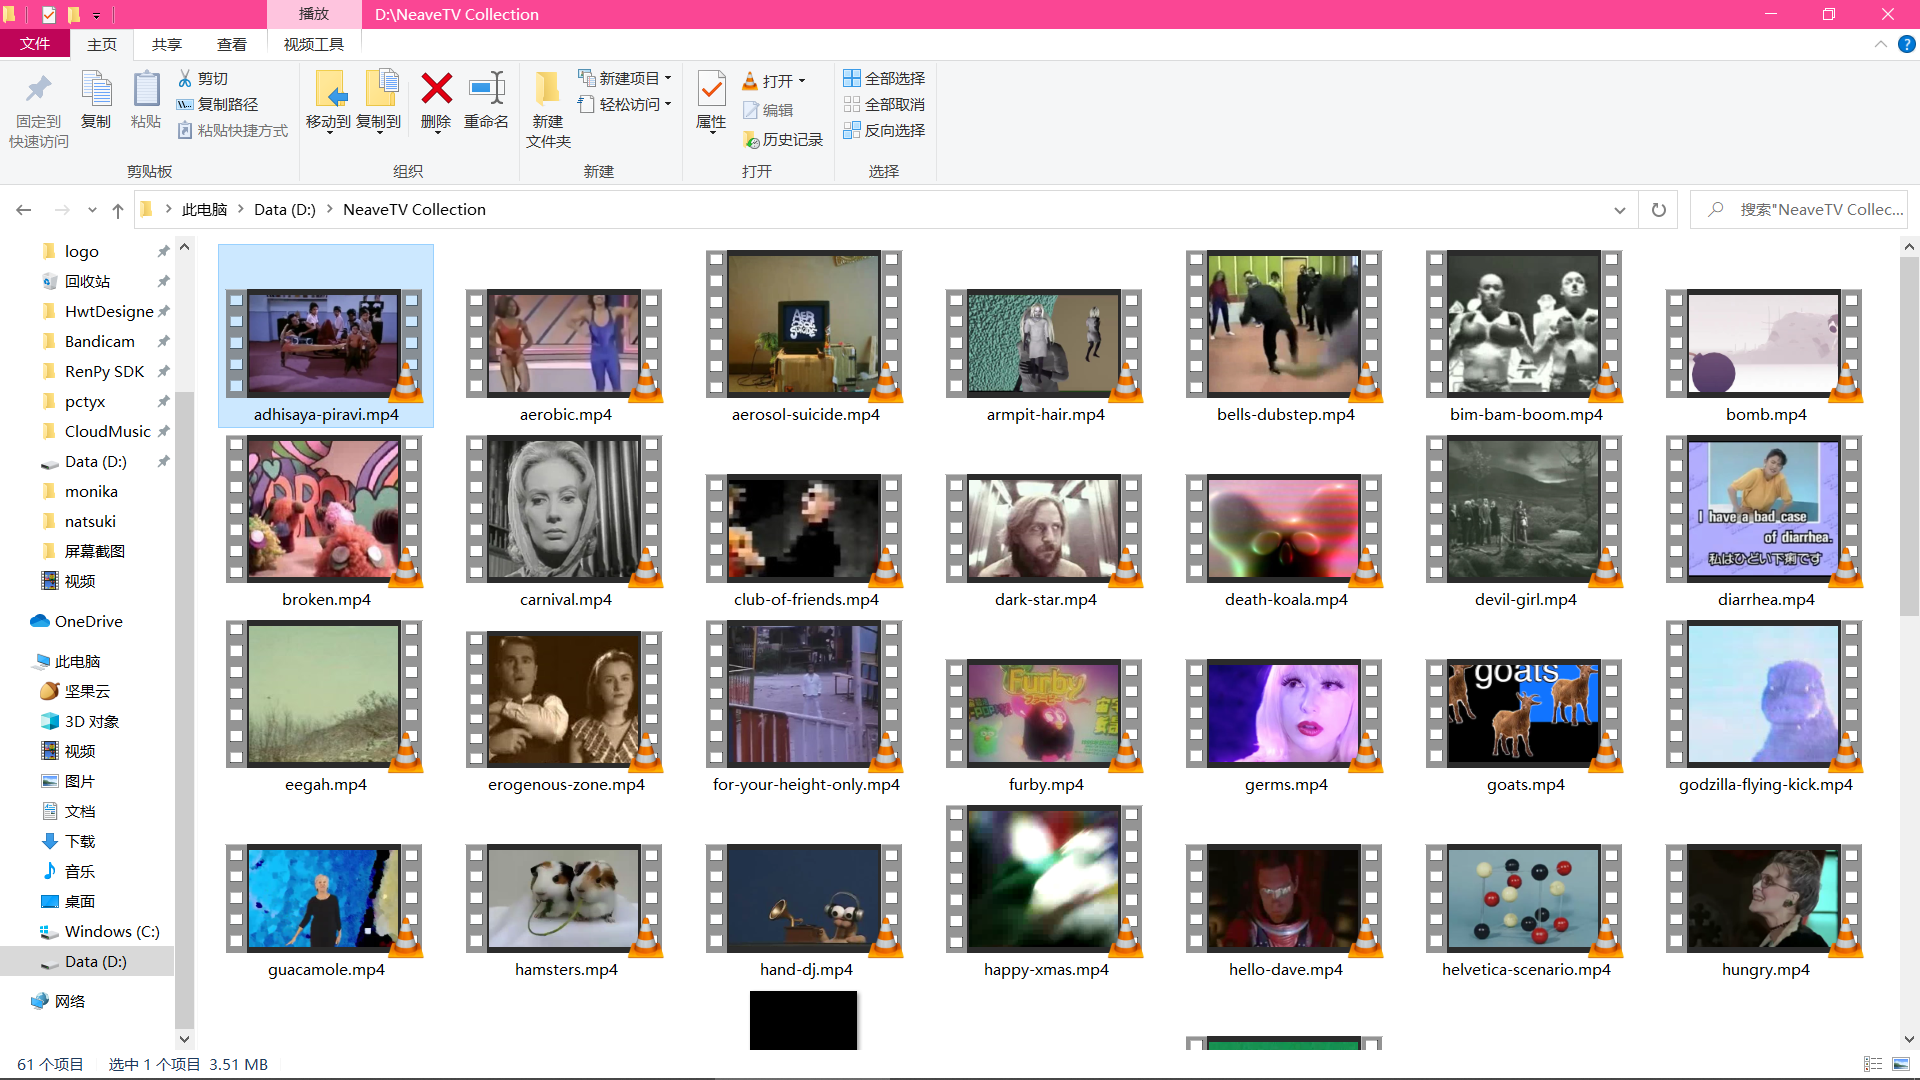 播放
D:\NeaveTV Collection
文件
主页
共享
查看
视频工具
固定到
快速访问
复制
粘贴
剪切
复制路径
粘贴快捷方式
剪贴板
移动到
复制到
删除
重命名
组织
新建
文件夹
新建项目
轻松访问
新建
属性
打开
编辑
历史记录
打开
全部选择
全部取消
反向选择
选择
此电脑
Data (D:)
NeaveTV Collection
搜索"NeaveTV Collec...
logo
回收站
HwtDesigne
Bandicam
RenPy SDK
pctyx
CloudMusic
Data (D:)
monika
natsuki
屏幕截图
视频
OneDrive
此电脑
坚果云
3D 对象
视频
图片
文档
下载
音乐
桌面
Windows (C:)
Data (D:)
网络
AEROSOL SUICIDE
adhisaya-piravi.mp4
aerobic.mp4
aerosol-suicide.mp4
armpit-hair.mp4
bells-dubstep.mp4
bim-bam-boom.mp4
bomb.mp4
I have a bad case
of diarrhea.
私はひどい下痢です
broken.mp4
carnival.mp4
club-of-friends.mp4
dark-star.mp4
death-koala.mp4
devil-girl.mp4
diarrhea.mp4
Furby
goats
eegah.mp4
erogenous-zone.mp4
for-your-height-only.mp4
furby.mp4
germs.mp4
goats.mp4
godzilla-flying-kick.mp4
guacamole.mp4
hamsters.mp4
hand-dj.mp4
happy-xmas.mp4
hello-dave.mp4
helvetica-scenario.mp4
hungry.mp4
61 个项目
选中 1 个项目 3.51 MB